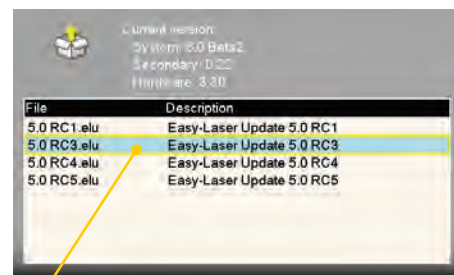 Current version:
System: 5.0 Beta2
Secondary: 0.22
Hardware: 3.20
File Description
5.0 RC1.elu Easy-Laser Update 5.0 RC1
5.0 RC3.elu Easy-Laser Update 5.0 RC3
5.0 RC4.elu Easy-Laser Update 5.0 RC4
5.0 RC5.elu Easy-Laser Update 5.0 RC5